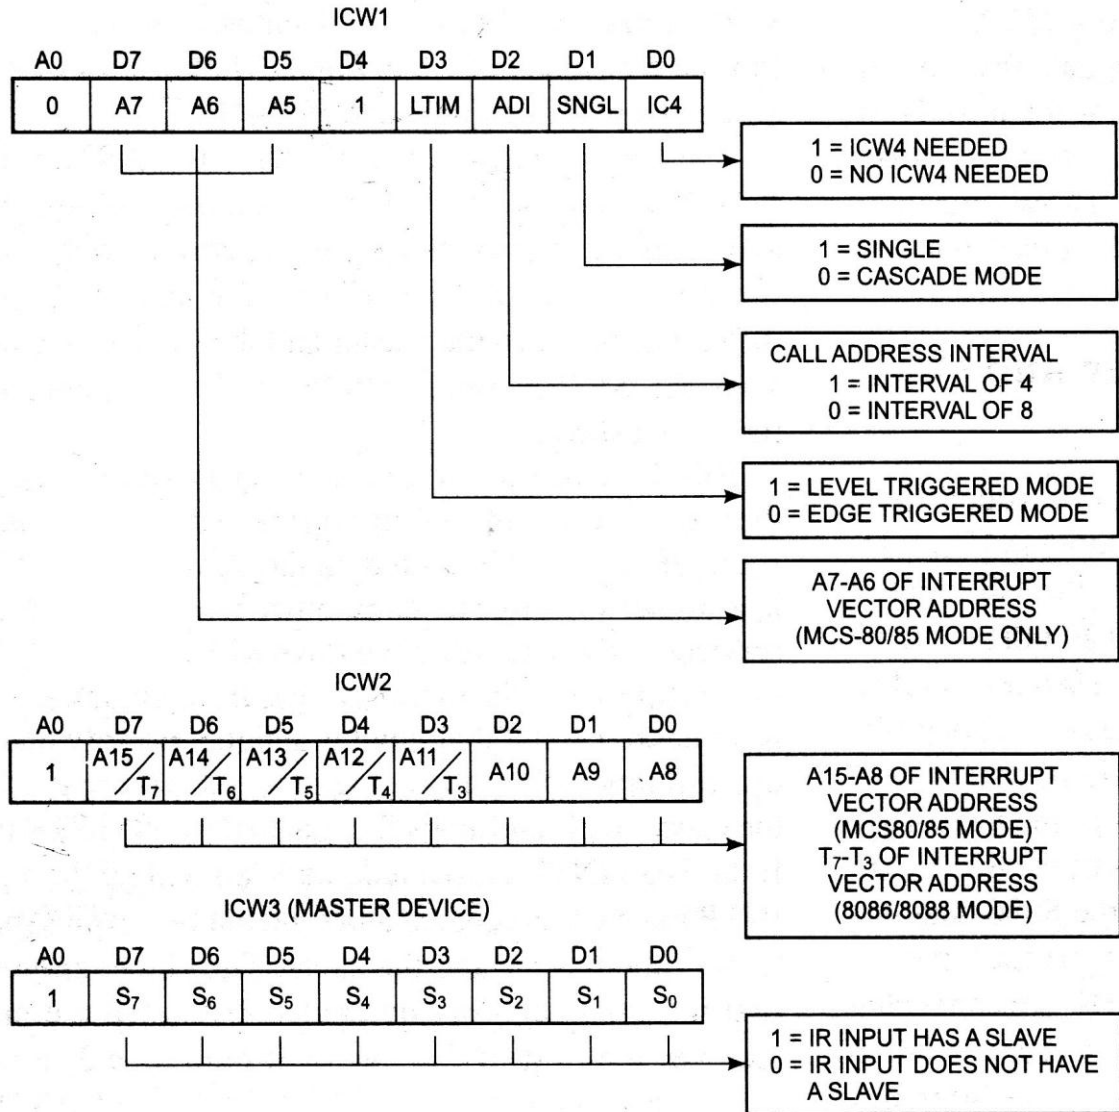 ICW1
A0 D7 D6 D5 D4 D3 D2 D1 D0
0 A7 A6 A5 1 LTIM ADI SNGL IC4
1 = ICW4 NEEDED
0 = NO ICW4 NEEDED
1 = SINGLE
0 = CASCADE MODE
CALL ADDRESS INTERVAL
1 = INTERVAL OF 4
0 = INTERVAL OF 8
1 = LEVEL TRIGGERED MODE
0 = EDGE TRIGGERED MODE
A7-A6 OF INTERRUPT
VECTOR ADDRESS
(MCS-80/85 MODE ONLY)
ICW2
A0 D7 D6 D5 D4 D3 D2 D1 D0
1 A15/T7 A14/T6 A13/T5 A12/T4 A11/T3 A10 A9 A8
A15-A8 OF INTERRUPT
VECTOR ADDRESS
(MCS80/85 MODE)
T7-T3 OF INTERRUPT
VECTOR ADDRESS
(8086/8088 MODE)
ICW3 (MASTER DEVICE)
A0 D7 D6 D5 D4 D3 D2 D1 D0
1 S7 S6 S5 S4 S3 S2 S1 S0
1 = IR INPUT HAS A SLAVE
0 = IR INPUT DOES NOT HAVE
A SLAVE